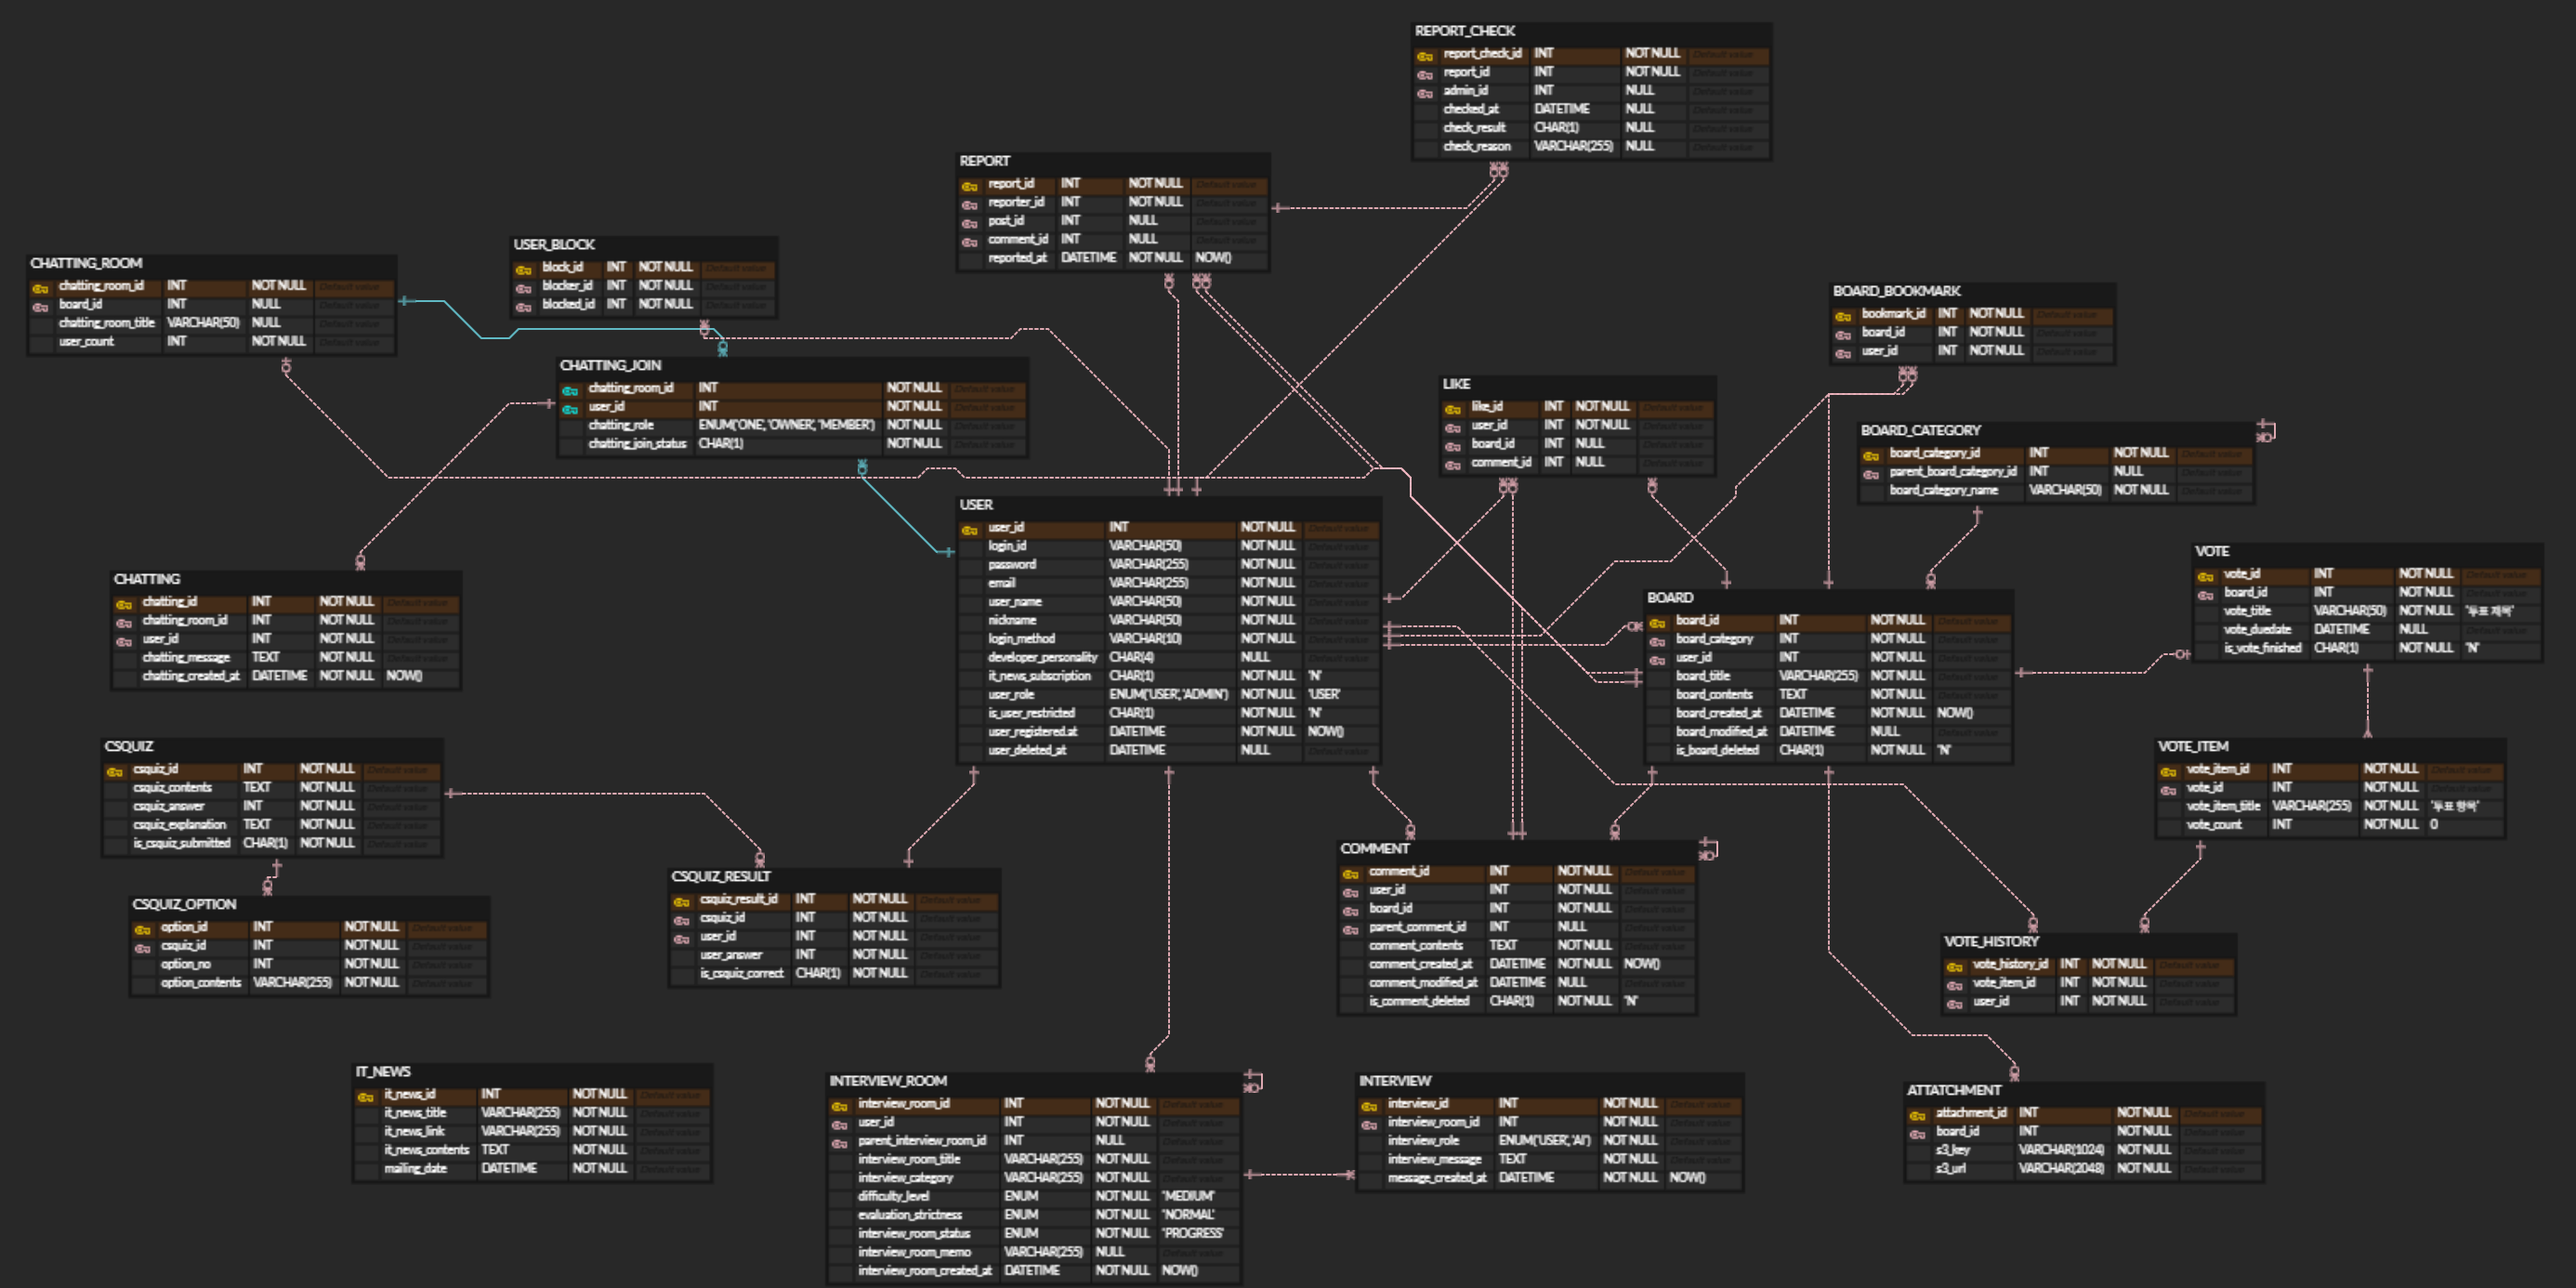 REPORT_CHECK
report_check_id INT NOT NULL Default value
report_id INT NOT NULL Default value
admin_id INT NULL Default value
checked_at DATETIME NULL Default value
check_result CHAR(1) NULL Default value
check_reason VARCHAR(255) NULL Default value
REPORT
report_id INT NOT NULL Default value
reporter_id INT NOT NULL Default value
post_id INT NULL Default value
comment_id INT NULL Default value
reported_at DATETIME NOT NULL NOW()
USER_BLOCK
block_id INT NOT NULL Default value
blocker_id INT NOT NULL Default value
blocked_id INT NOT NULL Default value
CHATTING_ROOM
chatting_room_id INT NOT NULL Default value
board_id INT NULL Default value
chatting_room_title VARCHAR(50) NULL Default value
user_count INT NOT NULL Default value
BOARD_BOOKMARK
bookmark_id INT NOT NULL Default value
board_id INT NOT NULL Default value
user_id INT NOT NULL Default value
CHATTING_JOIN
chatting_room_id INT NOT NULL Default value
user_id INT NOT NULL Default value
chatting_role ENUM('ONE', 'OWNER', 'MEMBER') NOT NULL Default value
chatting_join_status CHAR(1) NOT NULL Default value
LIKE
like_id INT NOT NULL Default value
user_id INT NOT NULL Default value
board_id INT NULL Default value
comment_id INT NULL Default value
BOARD_CATEGORY
board_category_id INT NOT NULL Default value
parent_board_category_id INT NULL Default value
board_category_name VARCHAR(50) NOT NULL Default value
USER
user_id INT NOT NULL Default value
login_id VARCHAR(50) NOT NULL Default value
password VARCHAR(255) NOT NULL Default value
email VARCHAR(255) NOT NULL Default value
user_name VARCHAR(50) NOT NULL Default value
nickname VARCHAR(50) NOT NULL Default value
login_method VARCHAR(10) NOT NULL Default value
developer_personality CHAR(4) NULL Default value
it_news_subscription CHAR(1) NOT NULL 'N'
user_role ENUM('USER', 'ADMIN') NOT NULL 'USER'
is_user_restricted CHAR(1) NOT NULL 'N'
user_registered.at DATETIME NOT NULL NOW()
user_deleted_at DATETIME NULL Default value
VOTE
vote_id INT NOT NULL Default value
board_id INT NOT NULL Default value
vote_title VARCHAR(50) NOT NULL '투표 제목'
vote_duedate DATETIME NULL Default value
is_vote_finished CHAR(1) NOT NULL 'N'
CHATTING
chatting_id INT NOT NULL Default value
chatting_room_id INT NOT NULL Default value
user_id INT NOT NULL Default value
chatting_message TEXT NOT NULL Default value
chatting_created_at DATETIME NOT NULL NOW()
BOARD
board_id INT NOT NULL Default value
board_category INT NOT NULL Default value
user_id INT NOT NULL Default value
board_title VARCHAR(255) NOT NULL Default value
board_contents TEXT NOT NULL Default value
board_created_at DATETIME NOT NULL NOW()
board_modified_at DATETIME NULL Default value
is_board_deleted CHAR(1) NOT NULL 'N'
CSQUIZ
csquiz_id INT NOT NULL Default value
csquiz_contents TEXT NOT NULL Default value
csquiz_answer INT NOT NULL Default value
csquiz_explanation TEXT NOT NULL Default value
is_csquiz_submitted CHAR(1) NOT NULL Default value
VOTE_ITEM
vote_item_id INT NOT NULL Default value
vote_id INT NOT NULL Default value
vote_item_title VARCHAR(255) NOT NULL '투표 항목'
vote_count INT NOT NULL 0
COMMENT
comment_id INT NOT NULL Default value
user_id INT NOT NULL Default value
board_id INT NOT NULL Default value
parent_comment_id INT NULL Default value
comment_contents TEXT NOT NULL Default value
comment_created_at DATETIME NOT NULL NOW()
comment_modified_at DATETIME NULL Default value
is_comment_deleted CHAR(1) NOT NULL 'N'
CSQUIZ_RESULT
csquiz_result_id INT NOT NULL Default value
csquiz_id INT NOT NULL Default value
user_id INT NOT NULL Default value
user_answer INT NOT NULL Default value
is_csquiz_correct CHAR(1) NOT NULL Default value
CSQUIZ_OPTION
option_id INT NOT NULL Default value
csquiz_id INT NOT NULL Default value
option_no INT NOT NULL Default value
option_contents VARCHAR(255) NOT NULL Default value
VOTE_HISTORY
vote_history_id INT NOT NULL Default value
vote_item_id INT NOT NULL Default value
user_id INT NOT NULL Default value
IT_NEWS
it_news_id INT NOT NULL Default value
it_news_title VARCHAR(255) NOT NULL Default value
it_news_link VARCHAR(255) NOT NULL Default value
it_news_contents TEXT NOT NULL Default value
mailing_date DATETIME NOT NULL Default value
INTERVIEW_ROOM
interview_room_id INT NOT NULL Default value
user_id INT NOT NULL Default value
parent_interview_room_id INT NULL Default value
interview_room_title VARCHAR(255) NOT NULL Default value
interview_category VARCHAR(255) NOT NULL Default value
difficulty_level ENUM NOT NULL 'MEDIUM'
evaluation_strictness ENUM NOT NULL 'NORMAL'
interview_room_status ENUM NOT NULL 'PROGRESS'
interview_room_memo VARCHAR(255) NULL Default value
interview_room_created_at DATETIME NOT NULL NOW()
INTERVIEW
interview_id INT NOT NULL Default value
interview_room_id INT NOT NULL Default value
interview_role ENUM('USER', 'AI') NOT NULL Default value
interview_message TEXT NOT NULL Default value
message_created_at DATETIME NOT NULL NOW()
ATTATCHMENT
attachment_id INT NOT NULL Default value
board_id INT NOT NULL Default value
s3_key VARCHAR(1024) NOT NULL Default value
s3_url VARCHAR(2048) NOT NULL Default value